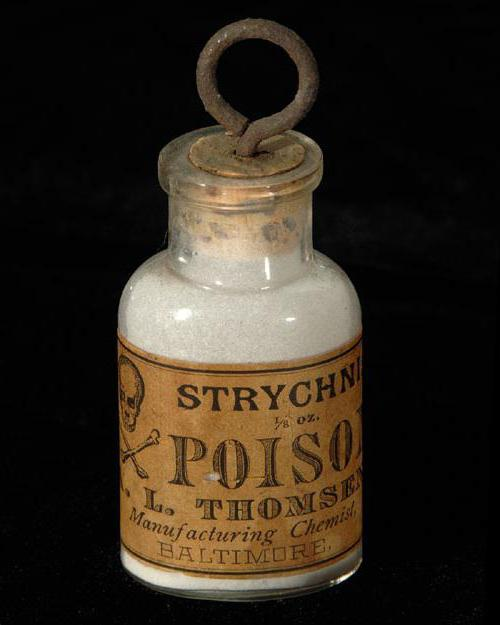 STRYCHNI
⅛ oz.
POISO
L. THOMSEN
Manufacturing Chemist,
BALTIMORE.